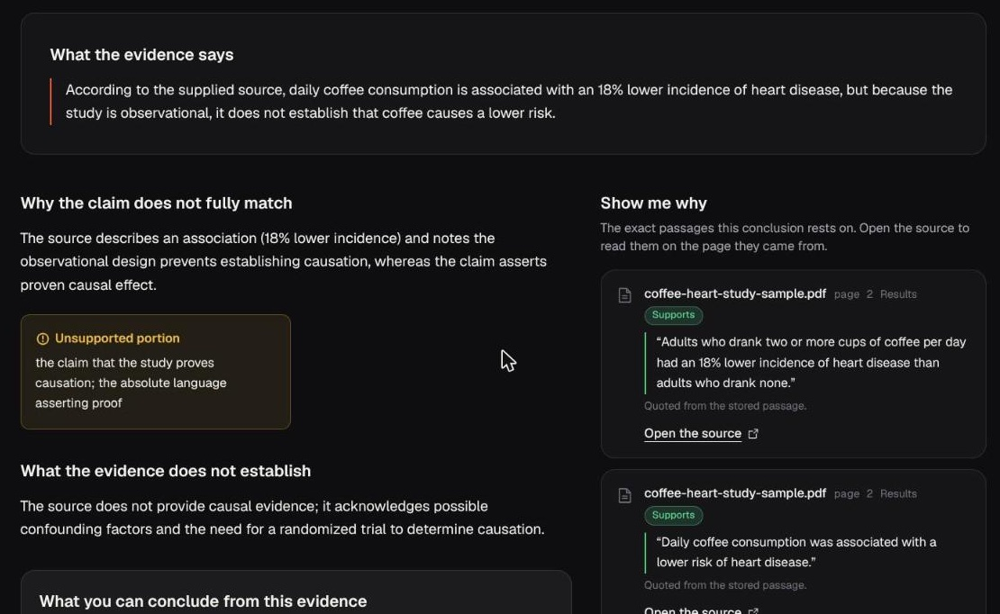 What the evidence says
According to the supplied source, daily coffee consumption is associated with an 18% lower incidence of heart disease, but because the
study is observational, it does not establish that coffee causes a lower risk.
Why the claim does not fully match
The source describes an association (18% lower incidence) and notes the
observational design prevents establishing causation, whereas the claim asserts
proven causal effect.
Unsupported portion
the claim that the study proves
causation; the absolute language
asserting proof
What the evidence does not establish
The source does not provide causal evidence; it acknowledges possible
confounding factors and the need for a randomized trial to determine causation.
What you can conclude from this evidence
Show me why
The exact passages this conclusion rests on. Open the source to
read them on the page they came from.
coffee-heart-study-sample.pdf page 2 Results
Supports
“Adults who drank two or more cups of coffee per day
had an 18% lower incidence of heart disease than
adults who drank none.”
Quoted from the stored passage.
Open the source
coffee-heart-study-sample.pdf page 2 Results
Supports
“Daily coffee consumption was associated with a
lower risk of heart disease.”
Quoted from the stored passage.
Open the source